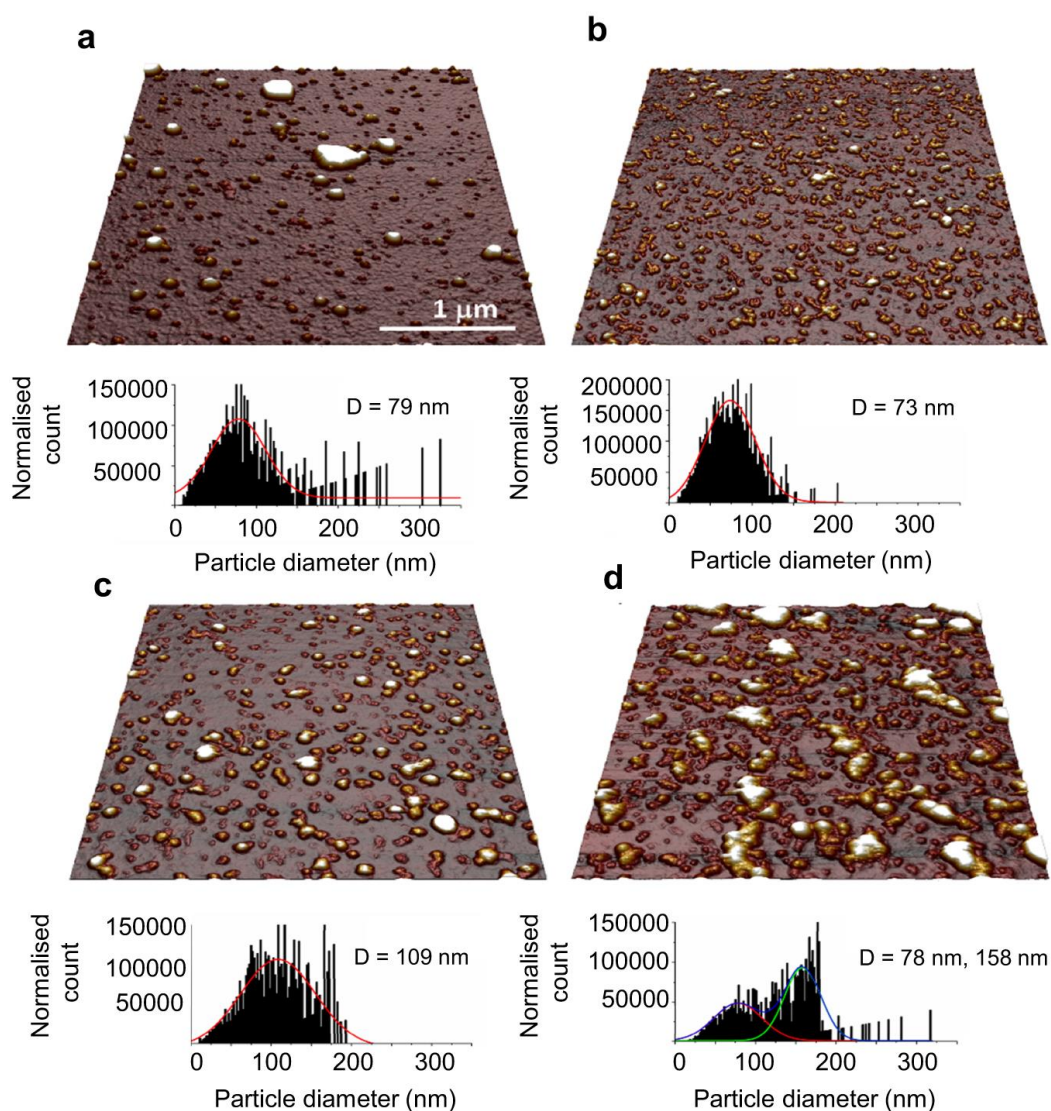 a
b
1 μm
Normalised
count
150000
100000
50000
D = 79 nm
0 100 200 300
Particle diameter (nm)
Normalised
count
200000
150000
100000
50000
D = 73 nm
0 100 200 300
Particle diameter (nm)
c
d
Normalised
count
150000
100000
50000
D = 109 nm
0 100 200 300
Particle diameter (nm)
Normalised
count
150000
100000
50000
D = 78 nm, 158 nm
0 100 200 300
Particle diameter (nm)